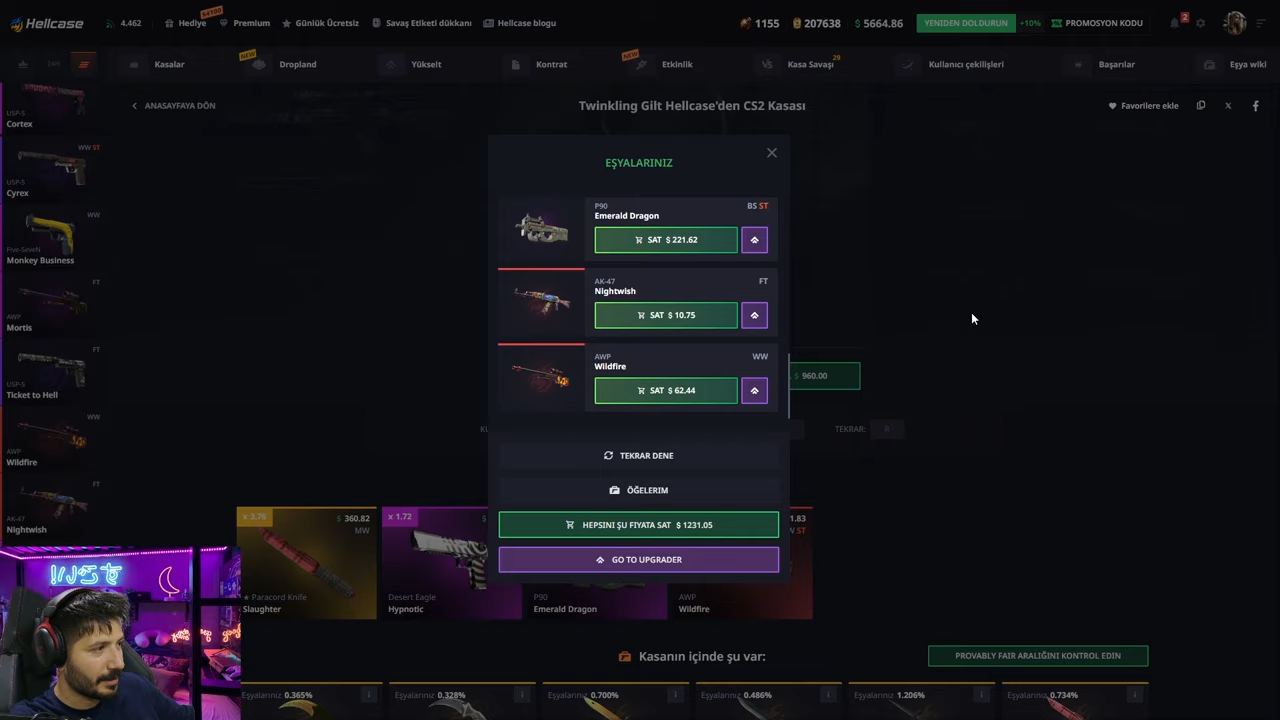 Hellcase
4.462
Hediye
$4100
Premium
Günlük Ücretsiz
Savaş Etiketi dükkanı
Hellcase blogu
1155
207638
$ 5664.86
YENİDEN DOLDURUN
+10%
PROMOSYON KODU
2
24H
Kasalar
NEW
Dropland
Yükselt
Kontrat
NEW
Etkinlik
Kasa Savaşı
29
Kullanıcı çekilişleri
Başarılar
Eşya wiki
ANASAYFAYA DÖN
Twinkling Gilt Hellcase'den CS2 Kasası
Favorilere ekle
USP-S
Cortex
WW ST
USP-S
Cyrex
WW
Five-SeveN
Monkey Business
FT
AWP
Mortis
FT
USP-S
Ticket to Hell
WW
AWP
Wildfire
FT
AK-47
Nightwish
EŞYALARINIZ
P90
BS ST
Emerald Dragon
SAT $ 221.62
AK-47
FT
Nightwish
SAT $ 10.75
AWP
WW
Wildfire
SAT $ 62.44
$ 960.00
TEKRAR:
TEKRAR DENE
ÖĞELERIM
HEPSINI ŞU FIYATA SAT $ 1231.05
GO TO UPGRADER
x 3.76
$ 360.82
MW
★ Paracord Knife
Slaughter
x 1.72
Desert Eagle
Hypnotic
P90
Emerald Dragon
AWP
Wildfire
Kasanın içinde şu var:
PROVABLY FAIR ARALIĞINI KONTROL EDIN
Eşyalarınız 0.365%
Eşyalarınız 0.328%
Eşyalarınız 0.700%
Eşyalarınız 0.486%
Eşyalarınız 1.206%
Eşyalarınız 0.734%